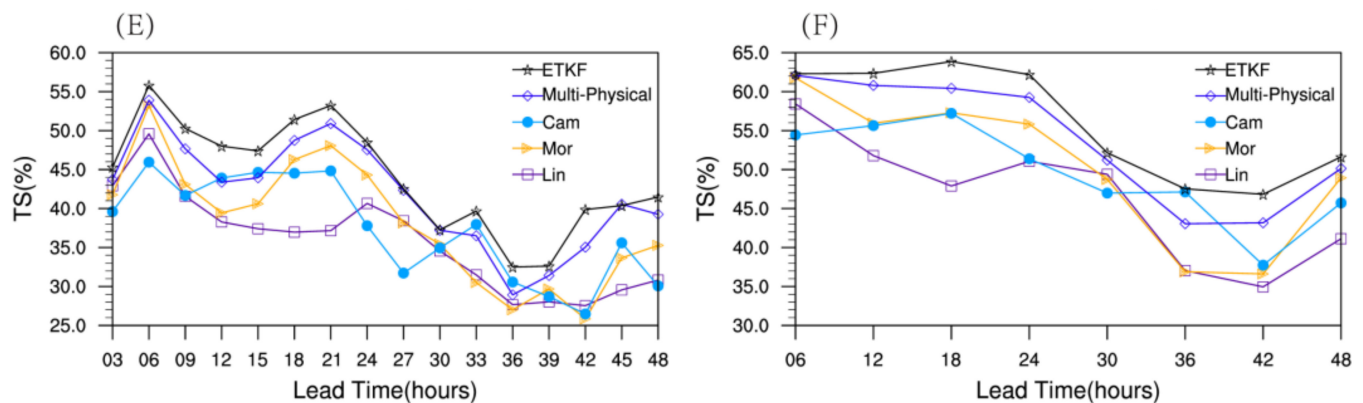 (E)
TS(%)
60.0
55.0
50.0
45.0
40.0
35.0
30.0
25.0
03 06 09 12 15 18 21 24 27 30 33 36 39 42 45 48
Lead Time(hours)
ETKF
Multi-Physical
Cam
Mor
Lin
(F)
TS(%)
65.0
60.0
55.0
50.0
45.0
40.0
35.0
30.0
06 12 18 24 30 36 42 48
Lead Time(hours)
ETKF
Multi-Physical
Cam
Mor
Lin